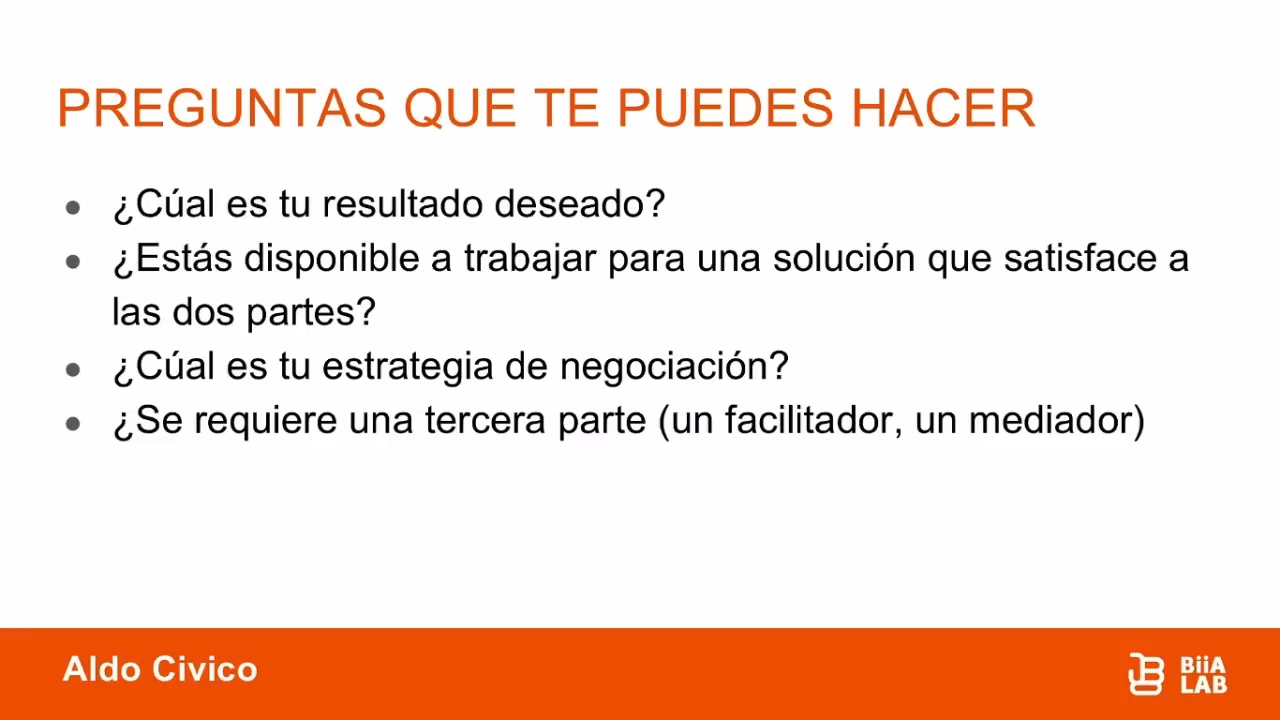 PREGUNTAS QUE TE PUEDES HACER
● ¿Cúal es tu resultado deseado?
● ¿Estás disponible a trabajar para una solución que satisface a
las dos partes?
● ¿Cúal es tu estrategia de negociación?
● ¿Se requiere una tercera parte (un facilitador, un mediador)
Aldo Civico
BiiA
LAB